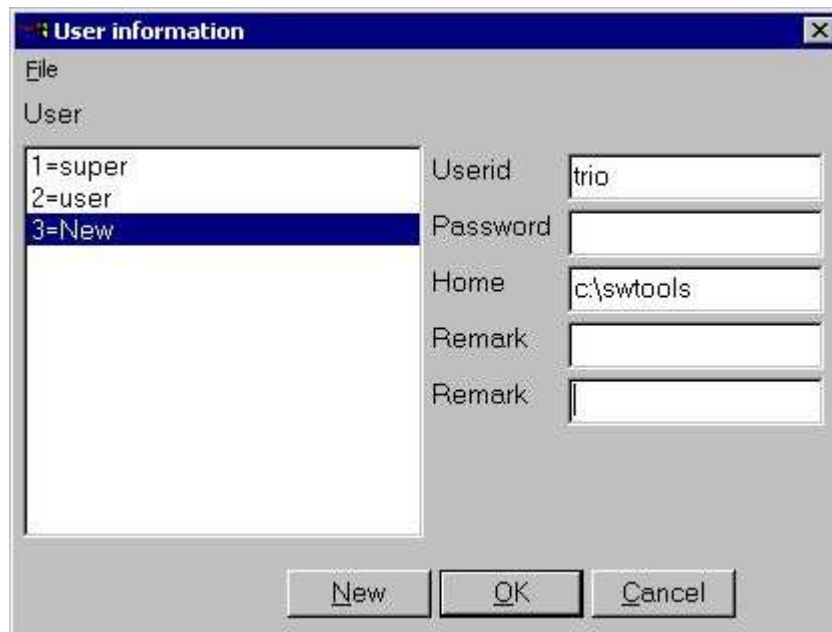 User information
File
User
1=super
2=user
3=New
Userid trio
Password
Home c:\swtools
Remark
Remark
New OK Cancel